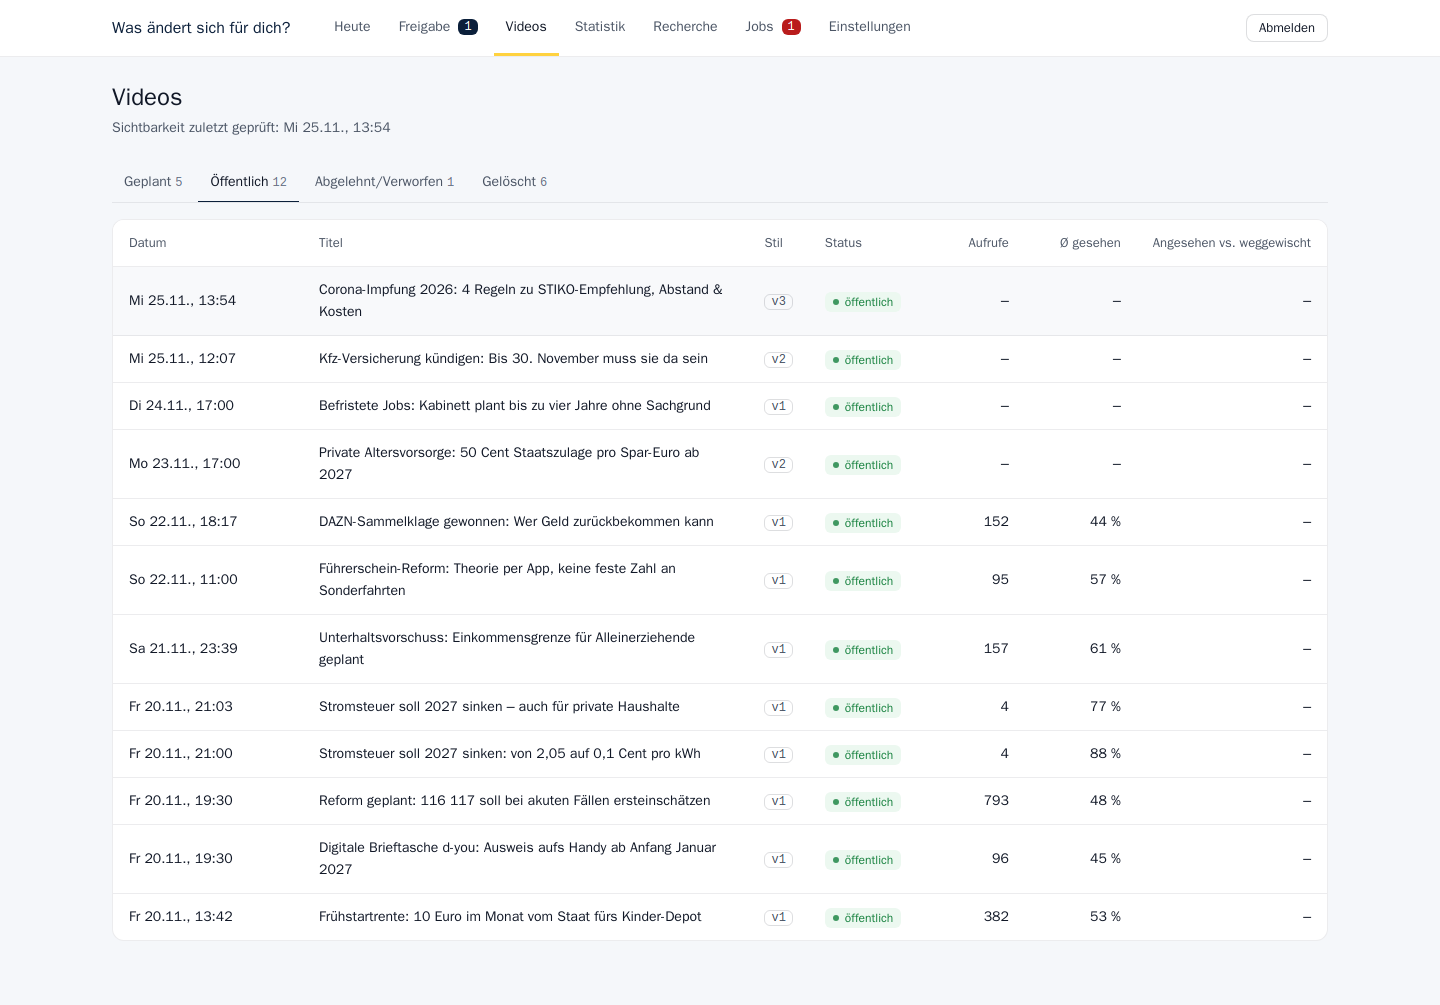 Was ändert sich für dich? Heute Freigabe 1 Videos Statistik Recherche Jobs 1 Einstellungen Abmelden
Videos
Sichtbarkeit zuletzt geprüft: Mi 25.11., 13:54
Geplant 5 Öffentlich 12 Abgelehnt/Verworfen 1 Gelöscht 6
Datum Titel Stil Status Aufrufe Ø gesehen Angesehen vs. weggewischt
Mi 25.11., 13:54 Corona-Impfung 2026: 4 Regeln zu STIKO-Empfehlung, Abstand &
Kosten v3 öffentlich – – –
Mi 25.11., 12:07 Kfz-Versicherung kündigen: Bis 30. November muss sie da sein v2 öffentlich – – –
Di 24.11., 17:00 Befristete Jobs: Kabinett plant bis zu vier Jahre ohne Sachgrund v1 öffentlich – – –
Mo 23.11., 17:00 Private Altersvorsorge: 50 Cent Staatszulage pro Spar-Euro ab
2027 v2 öffentlich – – –
So 22.11., 18:17 DAZN-Sammelklage gewonnen: Wer Geld zurückbekommen kann v1 öffentlich 152 44 % –
So 22.11., 11:00 Führerschein-Reform: Theorie per App, keine feste Zahl an
Sonderfahrten v1 öffentlich 95 57 % –
Sa 21.11., 23:39 Unterhaltsvorschuss: Einkommensgrenze für Alleinerziehende
geplant v1 öffentlich 157 61 % –
Fr 20.11., 21:03 Stromsteuer soll 2027 sinken – auch für private Haushalte v1 öffentlich 4 77 % –
Fr 20.11., 21:00 Stromsteuer soll 2027 sinken: von 2,05 auf 0,1 Cent pro kWh v1 öffentlich 4 88 % –
Fr 20.11., 19:30 Reform geplant: 116 117 soll bei akuten Fällen ersteinschätzen v1 öffentlich 793 48 % –
Fr 20.11., 19:30 Digitale Brieftasche d-you: Ausweis aufs Handy ab Anfang Januar
2027 v1 öffentlich 96 45 % –
Fr 20.11., 13:42 Frühstartrente: 10 Euro im Monat vom Staat fürs Kinder-Depot v1 öffentlich 382 53 % –